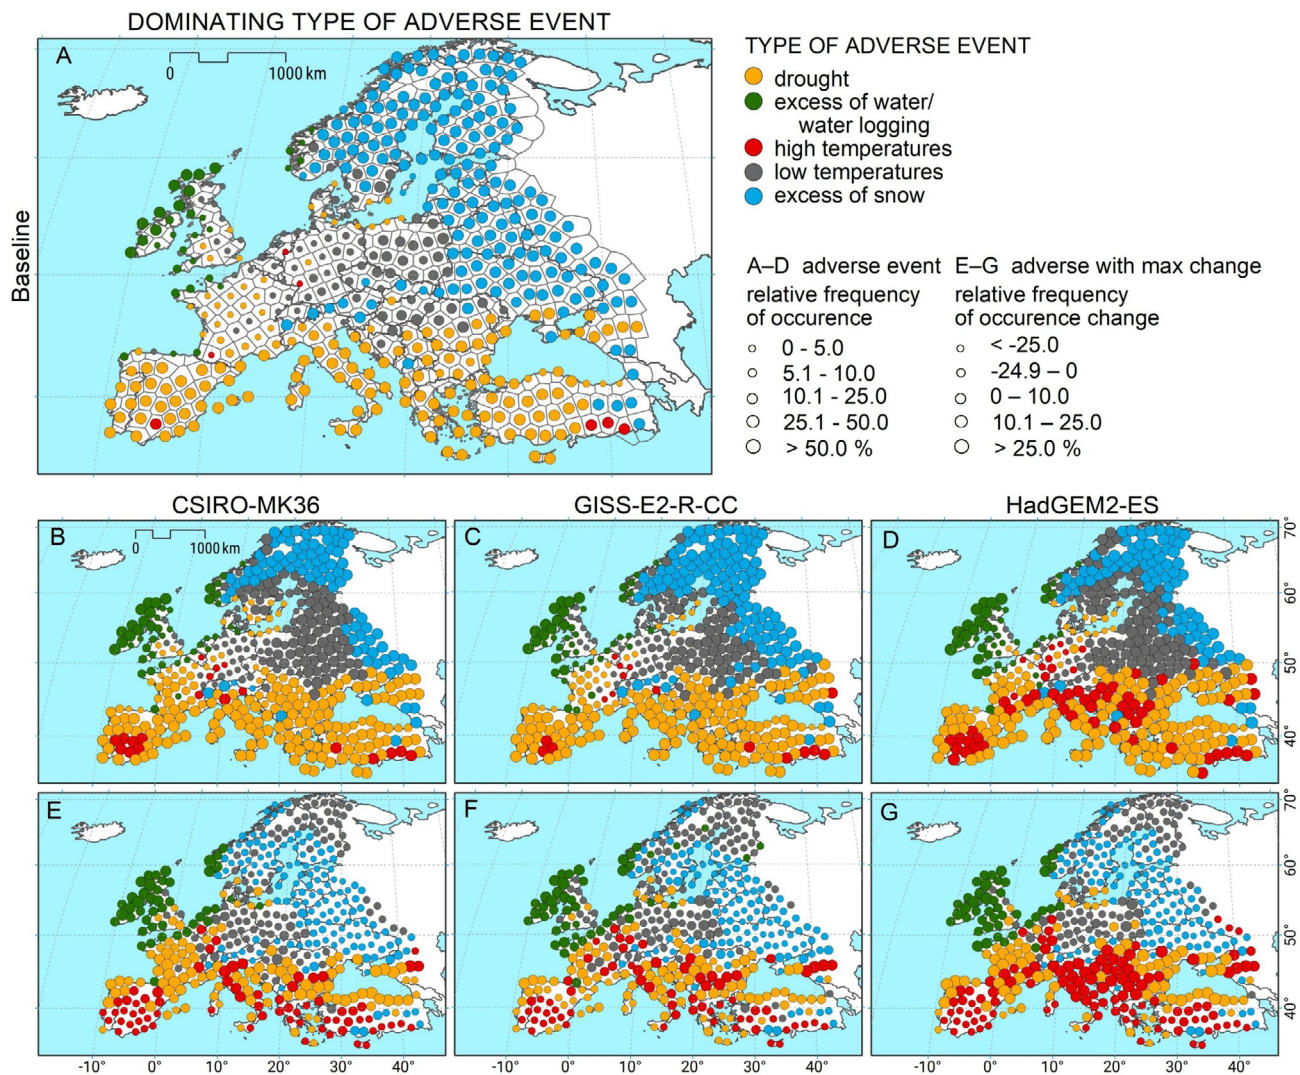 DOMINATING TYPE OF ADVERSE EVENT
A
0 1000 km
Baseline
TYPE OF ADVERSE EVENT
drought
excess of water/
water logging
high temperatures
low temperatures
excess of snow
A–D adverse event
relative frequency
of occurence
0 - 5.0
5.1 - 10.0
10.1 - 25.0
25.1 - 50.0
> 50.0 %
E–G adverse with max change
relative frequency
of occurence change
< -25.0
-24.9 – 0
0 – 10.0
10.1 – 25.0
> 25.0 %
CSIRO-MK36
GISS-E2-R-CC
HadGEM2-ES
B
0 1000 km
C
D
70°
60°
50°
40°
E
F
G
70°
60°
50°
40°
-10° 0° 10° 20° 30° 40°
-10° 0° 10° 20° 30° 40°
-10° 0° 10° 20° 30° 40°